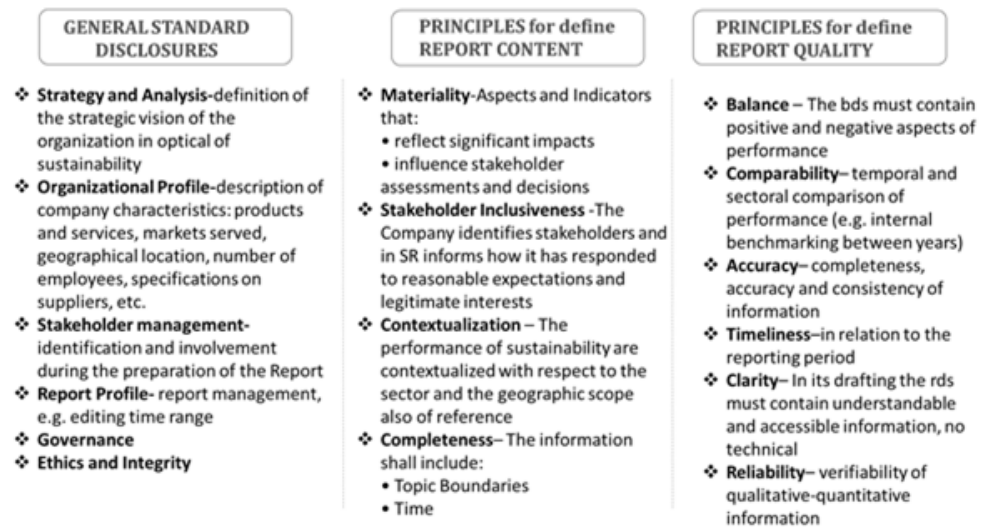 GENERAL STANDARD
DISCLOSURES
❖ Strategy and Analysis-definition of
the strategic vision of the
organization in optical of
sustainability
❖ Organizational Profile-description of
company characteristics: products
and services, markets served,
geographical location, number of
employees, specifications on
suppliers, etc.
❖ Stakeholder management-
identification and involvement
during the preparation of the Report
❖ Report Profile- report management,
e.g. editing time range
❖ Governance
❖ Ethics and Integrity
PRINCIPLES for define
REPORT CONTENT
❖ Materiality-Aspects and Indicators
that:
• reflect significant impacts
• influence stakeholder
assessments and decisions
❖ Stakeholder Inclusiveness -The
Company identifies stakeholders and
in SR informs how it has responded
to reasonable expectations and
legitimate interests
❖ Contextualization – The
performance of sustainability are
contextualized with respect to the
sector and the geographic scope
also of reference
❖ Completeness– The information
shall include:
• Topic Boundaries
• Time
PRINCIPLES for define
REPORT QUALITY
❖ Balance – The bds must contain
positive and negative aspects of
performance
❖ Comparability– temporal and
sectoral comparison of
performance (e.g. internal
benchmarking between years)
❖ Accuracy– completeness,
accuracy and consistency of
information
❖ Timeliness–in relation to the
reporting period
❖ Clarity– In its drafting the rds
must contain understandable
and accessible information, no
technical
❖ Reliability– verifiability of
qualitative-quantitative
information